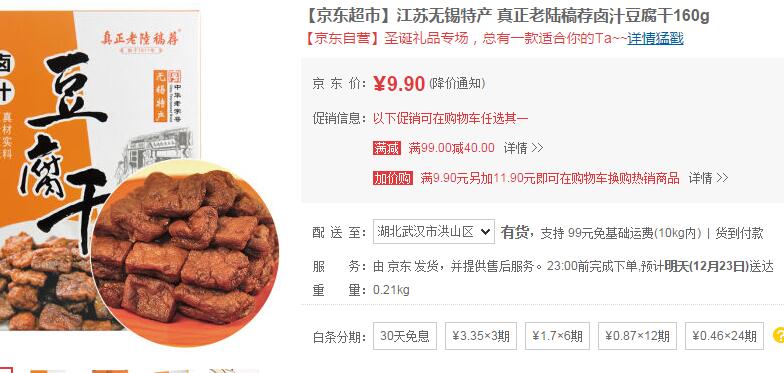 真正老陆稿荐
卤汁
豆腐干
真材实料
中华老字号
无锡特产
【京东超市】江苏无锡特产 真正老陆稿荐卤汁豆腐干160g
【京东自营】圣诞礼品专场，总有一款适合你的Ta~~详情猛戳
京 东 价： ¥9.90 (降价通知)
促销信息： 以下促销可在购物车任选其一
满减 满99.00减40.00 详情 >>
加价购 满9.90元另加11.90元即可在购物车换购热销商品 详情 >>
配 送 至： 湖北武汉市洪山区 有货，支持 99元免基础运费(10kg内) | 货到付款
服 务： 由 京东 发货，并提供售后服务。23:00前完成下单,预计明天(12月23日)送达
重 量： 0.21kg
白条分期： 30天免息 ¥3.35×3期 ¥1.7×6期 ¥0.87×12期 ¥0.46×24期 ?